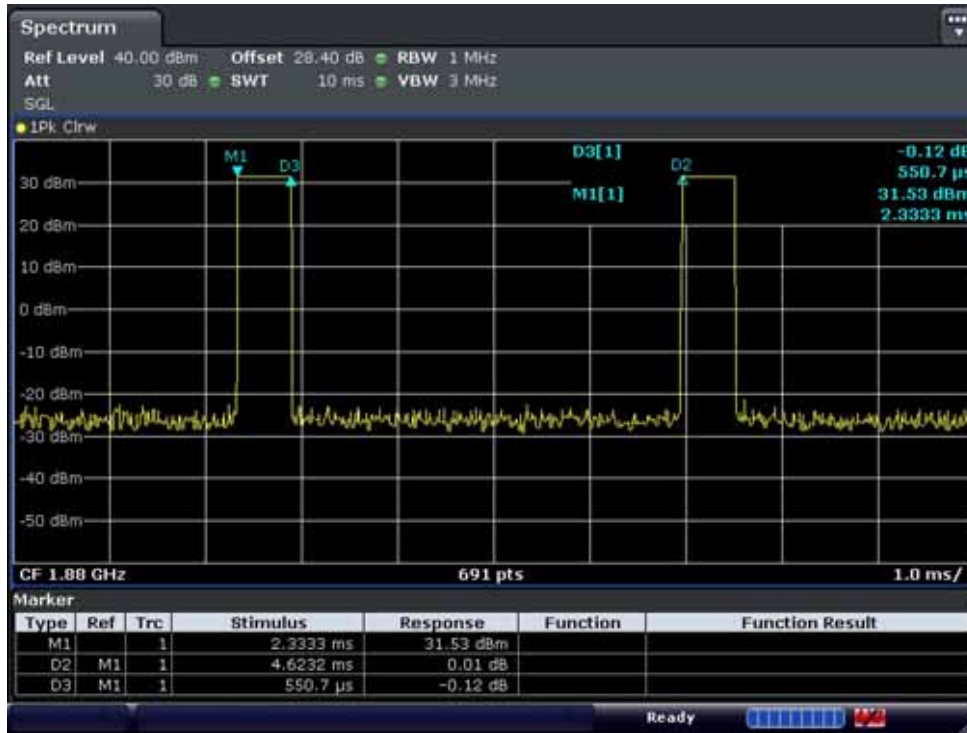 Spectrum
Ref Level 40.00 dBm Offset 28.40 dB RBW 1 MHz
Att 30 dB SWT 10 ms VBW 3 MHz
SGL
1Pk Clrw
M1
D3
D2
D3[1] -0.12 dB
550.7 µs
M1[1] 31.53 dBm
2.3333 ms
30 dBm
20 dBm
10 dBm
0 dBm
-10 dBm
-20 dBm
-30 dBm
-40 dBm
-50 dBm
CF 1.88 GHz 691 pts 1.0 ms/
Marker
Type Ref Trc Stimulus Response Function Function Result
M1 1 2.3333 ms 31.53 dBm
D2 M1 1 4.6232 ms 0.01 dB
D3 M1 1 550.7 µs -0.12 dB
Ready